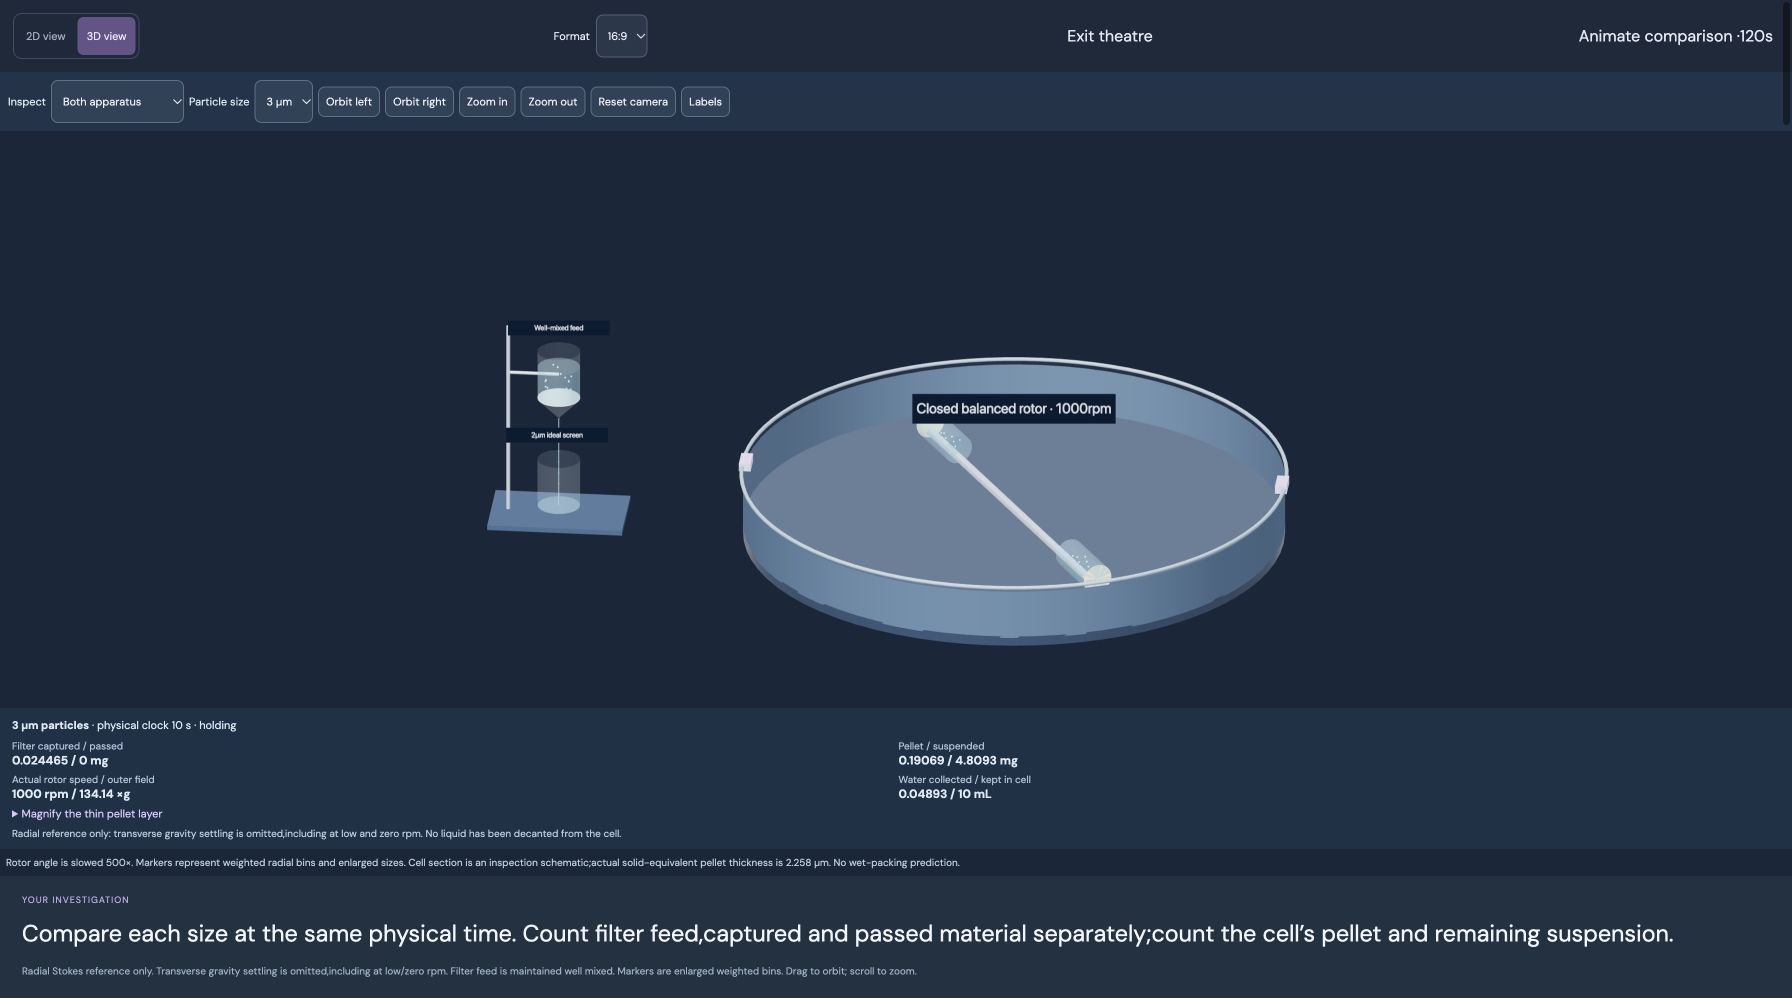 2D view 3D view Format 16:9 Exit theatre Animate comparison ·120s
Inspect Both apparatus Particle size 3 μm Orbit left Orbit right Zoom in Zoom out Reset camera Labels
Well-mixed feed
Closed balanced rotor · 1000rpm
2μm ideal screen
3 μm particles · physical clock 10 s · holding
Filter captured / passed
0.024465 / 0 mg
Pellet / suspended
0.19069 / 4.8093 mg
Actual rotor speed / outer field
1000 rpm / 134.14 ×g
Water collected / kept in cell
0.04893 / 10 mL
Magnify the thin pellet layer
Radial reference only: transverse gravity settling is omitted,including at low and zero rpm. No liquid has been decanted from the cell.
Rotor angle is slowed 500×. Markers represent weighted radial bins and enlarged sizes. Cell section is an inspection schematic;actual solid-equivalent pellet thickness is 2.258 μm. No wet-packing prediction.
YOUR INVESTIGATION
Compare each size at the same physical time. Count filter feed,captured and passed material separately;count the cell’s pellet and remaining suspension.
Radial Stokes reference only. Transverse gravity settling is omitted,including at low/zero rpm. Filter feed is maintained well mixed. Markers are enlarged weighted bins. Drag to orbit; scroll to zoom.